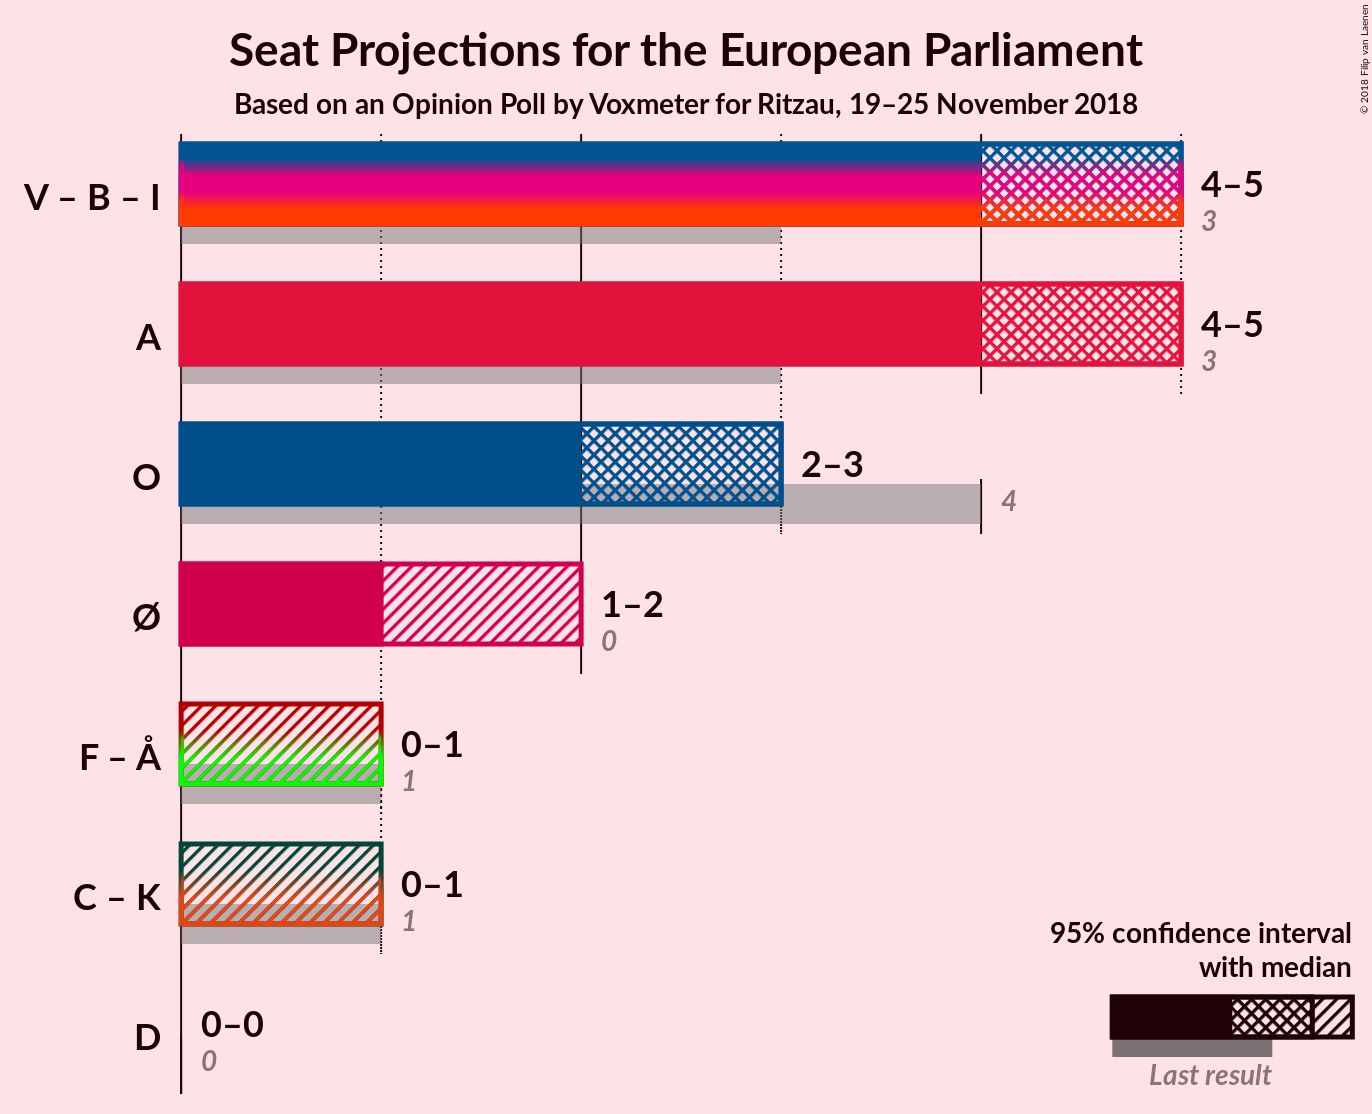 Seat Projections for the European Parliament
Based on an Opinion Poll by Voxmeter for Ritzau, 19–25 November 2018
© 2018 Filip van Laenen
V – B – I
4–5
3
A
4–5
3
O
2–3
4
Ø
1–2
0
F – Å
0–1
1
C – K
0–1
1
D
0–0
0
95% confidence interval
with median
Last result